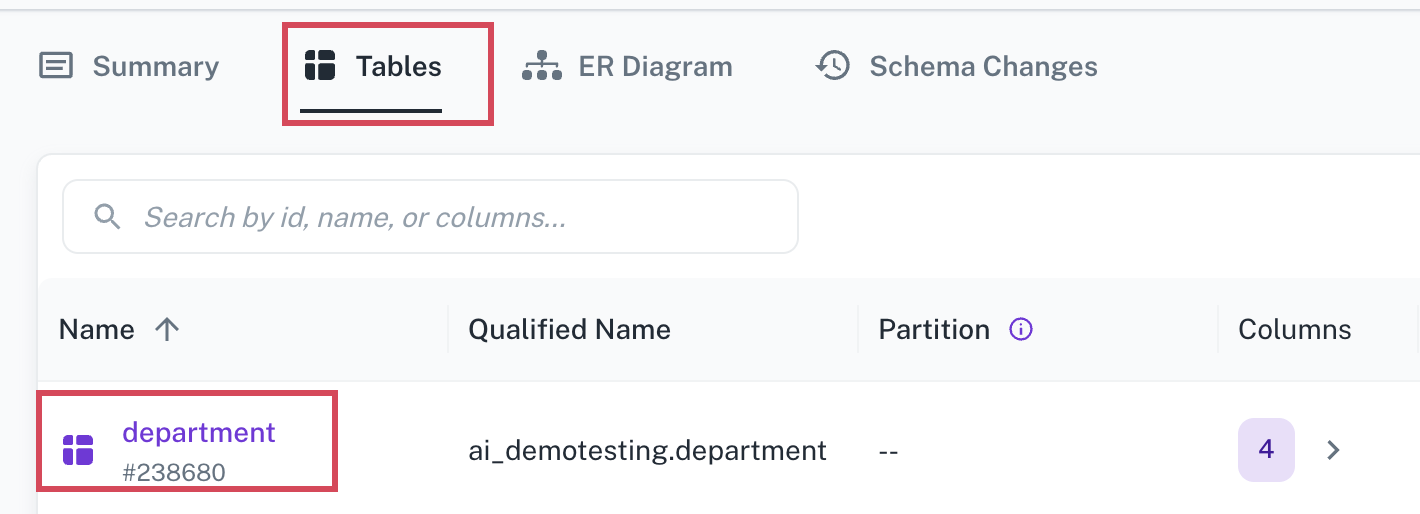 Summary Tables ER Diagram Schema Changes
Search by id, name, or columns...
Name Qualified Name Partition Columns
department
ai_demotesting.department -- 4
#238680